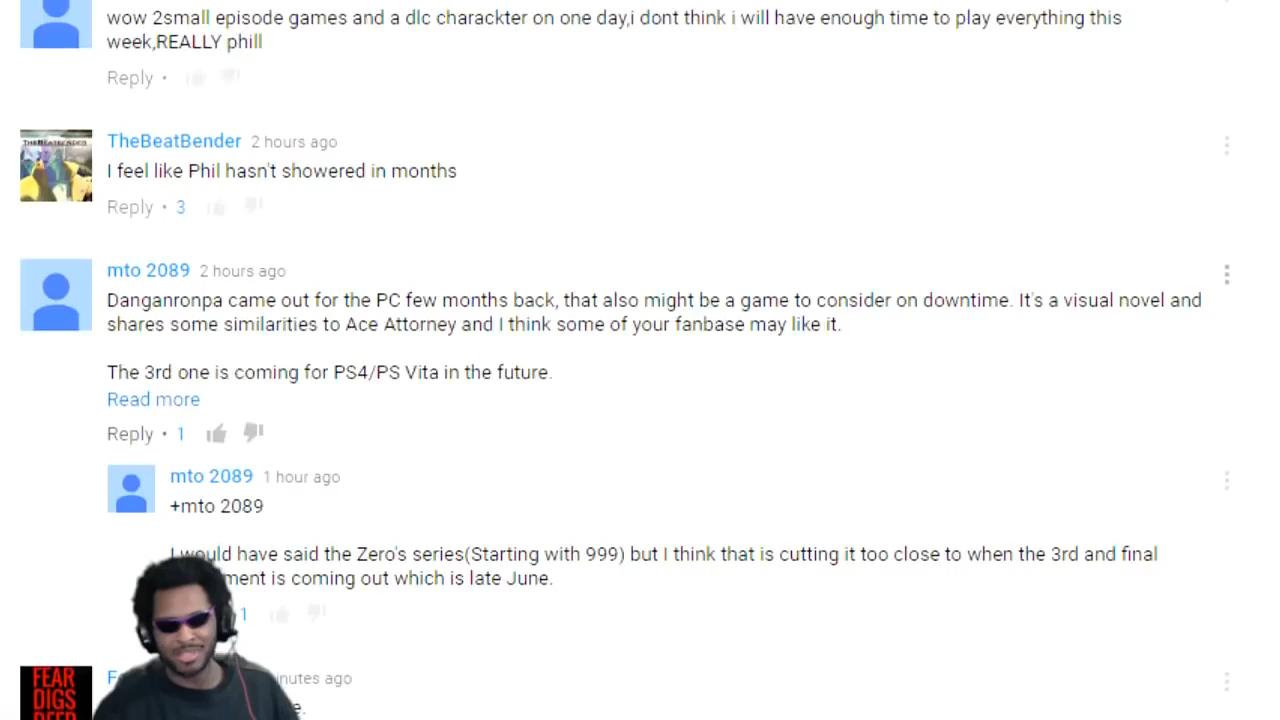 wow 2small episode games and a dlc charackter on one day,i dont think i will have enough time to play everything this
week,REALLY phill
Reply •
TheBeatBender 2 hours ago
I feel like Phil hasn't showered in months
Reply • 3
mto 2089 2 hours ago
Danganronpa came out for the PC few months back, that also might be a game to consider on downtime. It's a visual novel and
shares some similarities to Ace Attorney and I think some of your fanbase may like it.
The 3rd one is coming for PS4/PS Vita in the future.
Read more
Reply • 1
mto 2089 1 hour ago
+mto 2089
I would have said the Zero's series(Starting with 999) but I think that is cutting it too close to when the 3rd and final
is coming out which is late June.
1
FEAR
DIGS
DEEP
ago